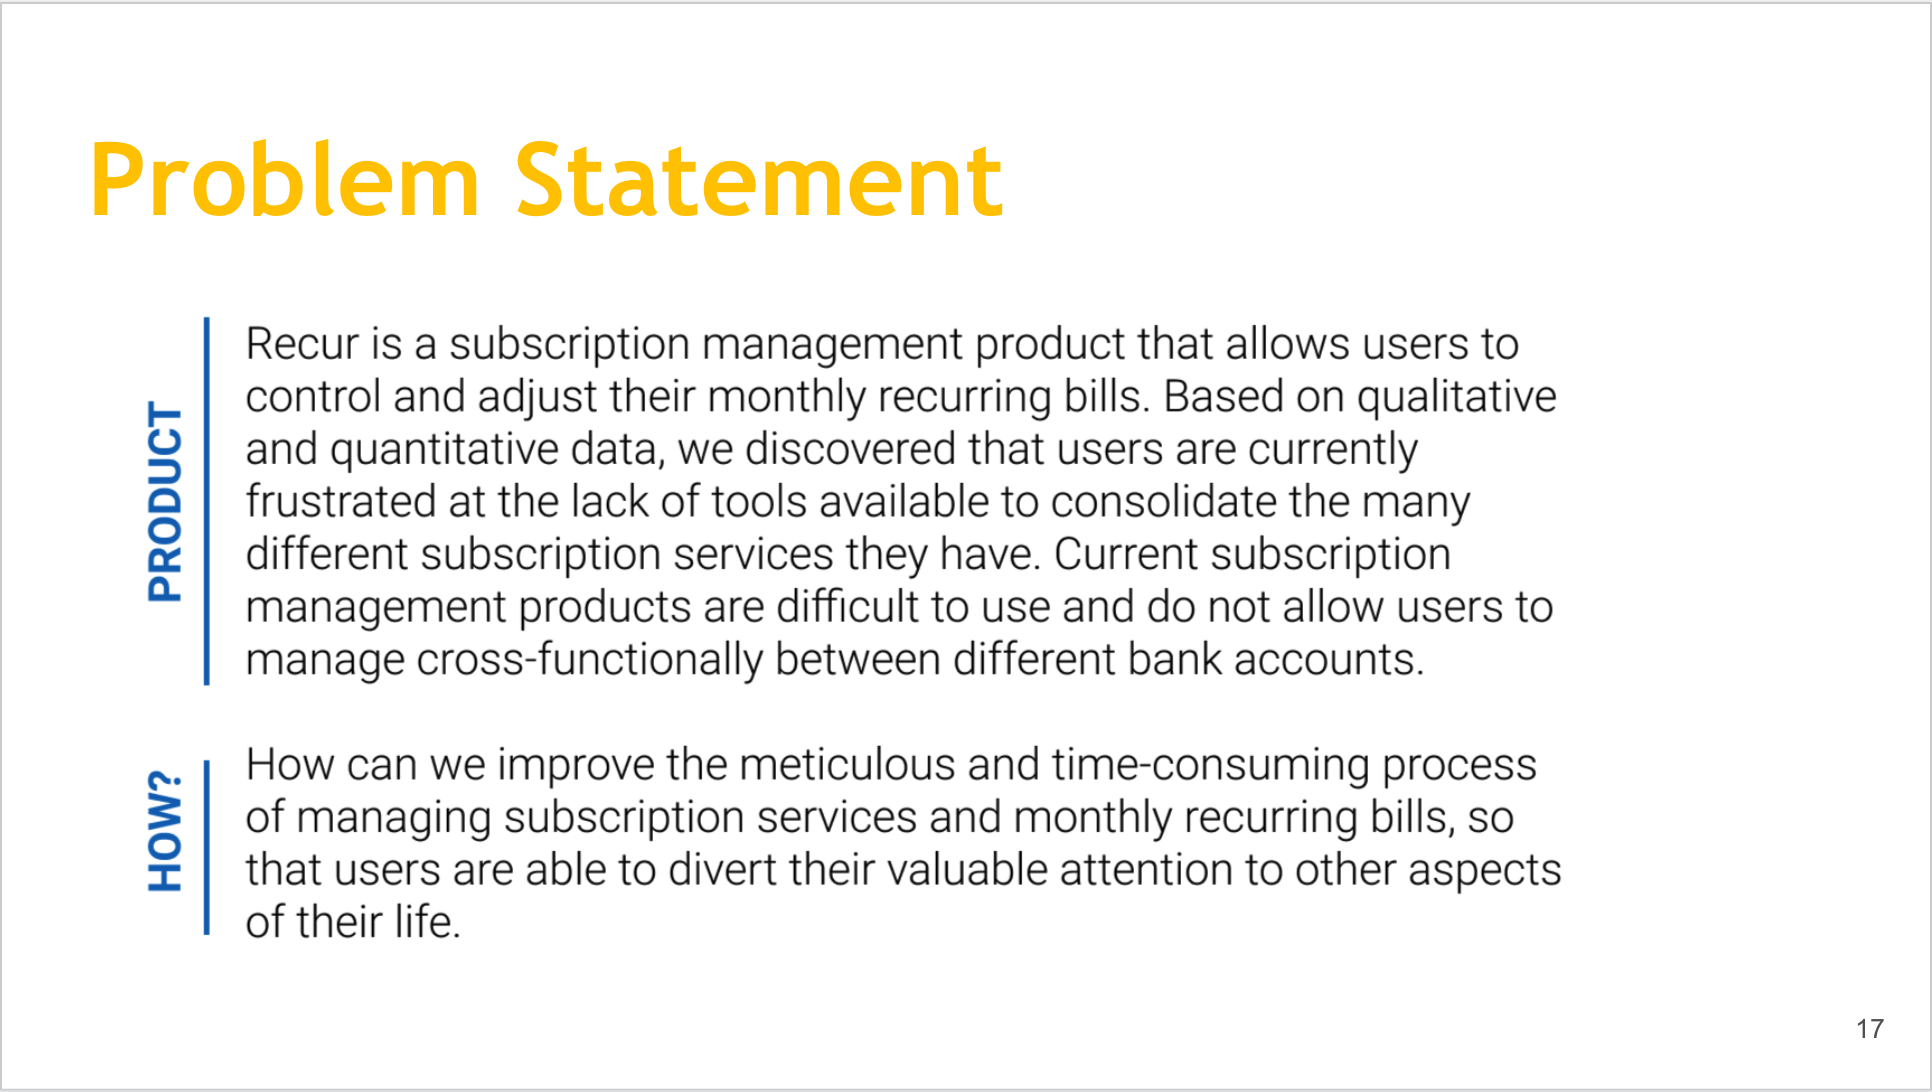 Problem Statement
PRODUCT
Recur is a subscription management product that allows users to
control and adjust their monthly recurring bills. Based on qualitative
and quantitative data, we discovered that users are currently
frustrated at the lack of tools available to consolidate the many
different subscription services they have. Current subscription
management products are difficult to use and do not allow users to
manage cross-functionally between different bank accounts.
HOW?
How can we improve the meticulous and time-consuming process
of managing subscription services and monthly recurring bills, so
that users are able to divert their valuable attention to other aspects
of their life.
17